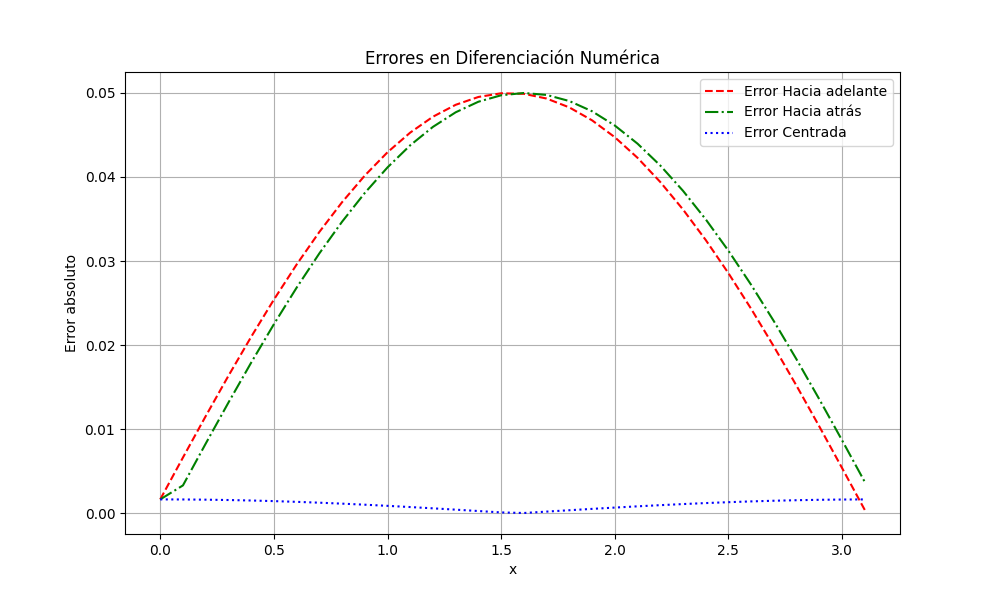 Errores en Diferenciación Numérica
Error Hacia adelante
Error Hacia atrás
Error Centrada
Error absoluto
0.05
0.04
0.03
0.02
0.01
0.00
0.0 0.5 1.0 1.5 2.0 2.5 3.0
x